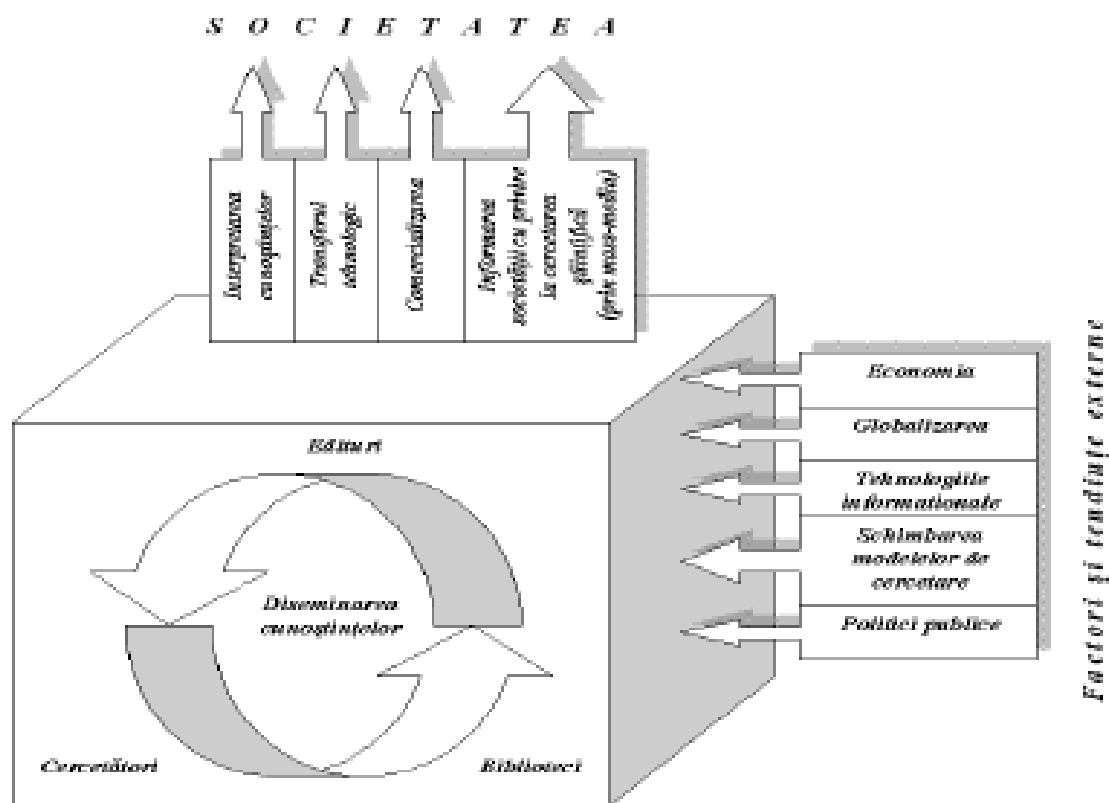 S O C I E T A T E A
Interpretarea
cunoştinţelor
Transferul
tehnologic
Comercializarea
Informarea
societăţii cu privire
la cercetarea
ştiinţifică
(prin mass-media)
Economia
Globalizarea
Tehnologiile
informaţionale
Schimbarea
modelelor de
cercetare
Politici publice
Factori şi tendinţe externe
Edituri
Diseminarea
cunoştinţelor
Cercetători
Biblioteci